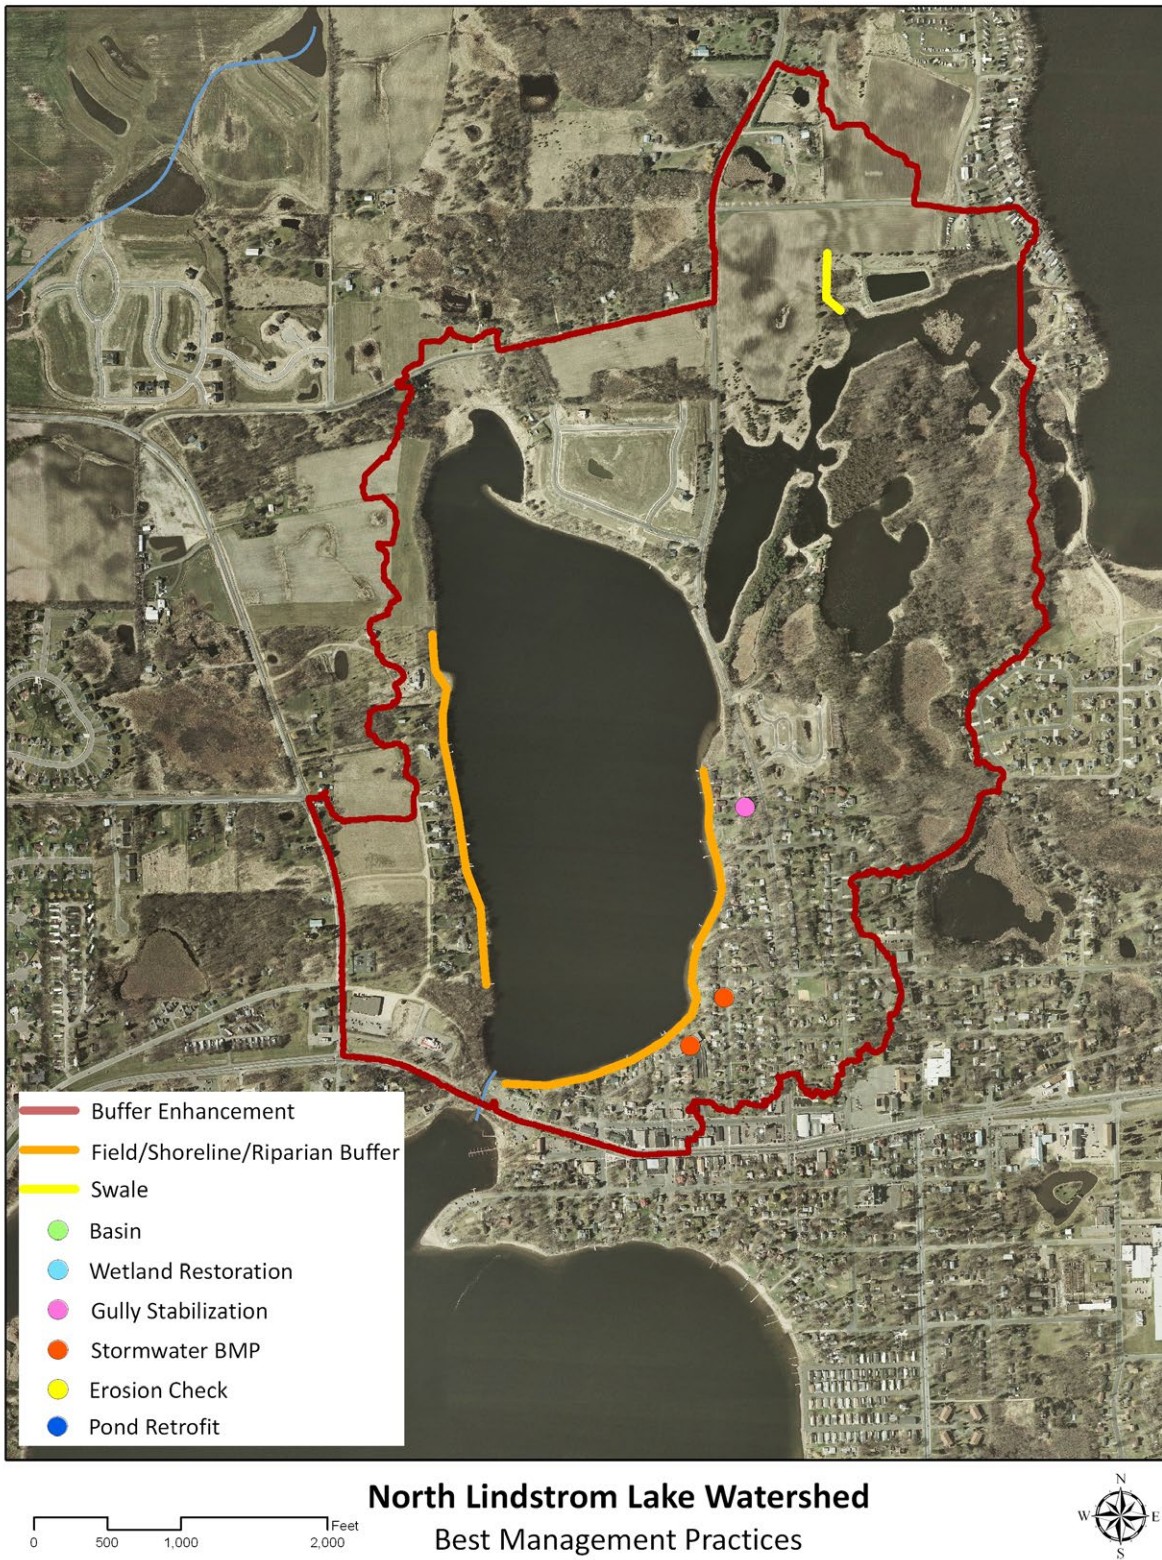 Buffer Enhancement
Field/Shoreline/Riparian Buffer
Swale
Basin
Wetland Restoration
Gully Stabilization
Stormwater BMP
Erosion Check
Pond Retrofit
North Lindstrom Lake Watershed
Best Management Practices
Feet
0 500 1,000 2,000
N
W E
S